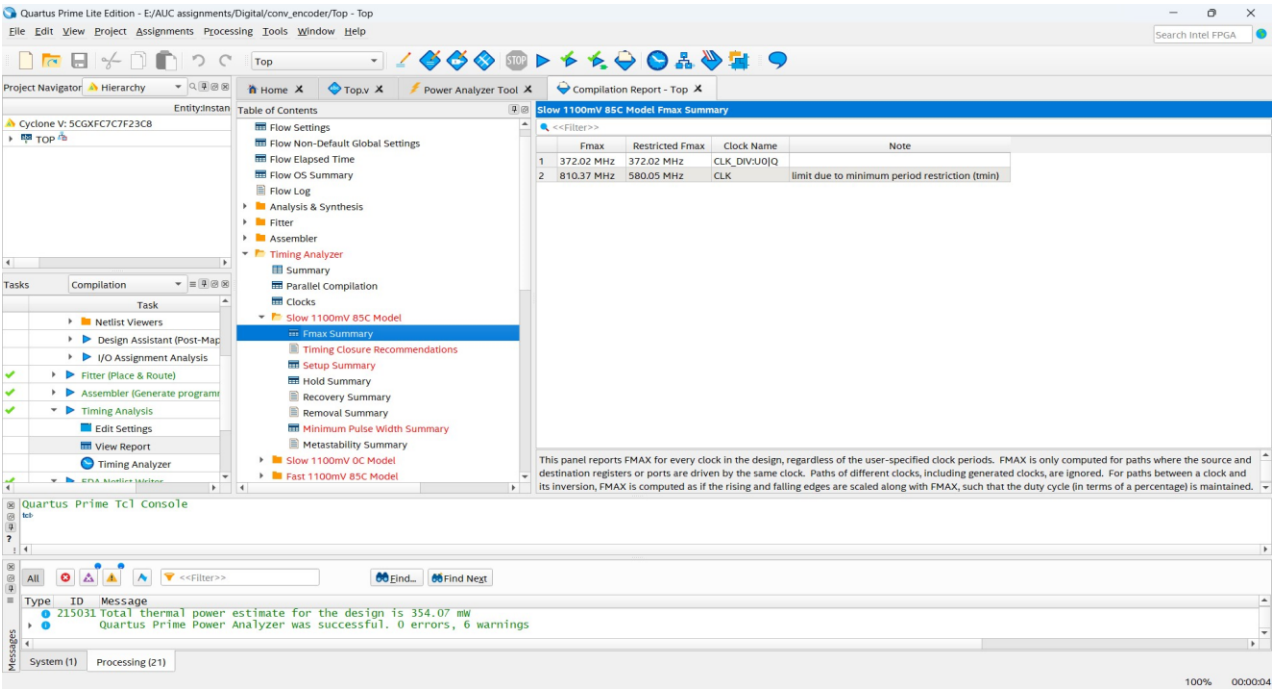 Quartus Prime Lite Edition - E:/AUC assignments/Digital/conv_encoder/Top - Top
File Edit View Project Assignments Processing Tools Window Help
Search Intel FPGA
Top
STOP
Project Navigator Hierarchy
Entity:Instan
Cyclone V: 5CGXFC7C7F23C8
TOP
Home
Top.v
Power Analyzer Tool
Compilation Report - Top
Table of Contents
Flow Settings
Flow Non-Default Global Settings
Flow Elapsed Time
Flow OS Summary
Flow Log
Analysis & Synthesis
Fitter
Assembler
Timing Analyzer
Summary
Parallel Compilation
Clocks
Slow 1100mV 85C Model
Fmax Summary
Timing Closure Recommendations
Setup Summary
Hold Summary
Recovery Summary
Removal Summary
Minimum Pulse Width Summary
Metastability Summary
Slow 1100mV 0C Model
Fast 1100mV 85C Model
Slow 1100mV 85C Model Fmax Summary
<<Filter>>
Fmax Restricted Fmax Clock Name Note
1 372.02 MHz 372.02 MHz CLK_DIV:U0|Q
2 810.37 MHz 580.05 MHz CLK limit due to minimum period restriction (tmin)
This panel reports FMAX for every clock in the design, regardless of the user-specified clock periods. FMAX is only computed for paths where the source and
destination registers or ports are driven by the same clock. Paths of different clocks, including generated clocks, are ignored. For paths between a clock and
its inversion, FMAX is computed as if the rising and falling edges are scaled along with FMAX, such that the duty cycle (in terms of a percentage) is maintained.
Tasks Compilation
Task
Netlist Viewers
Design Assistant (Post-Map
I/O Assignment Analysis
Fitter (Place & Route)
Assembler (Generate programm
Timing Analysis
Edit Settings
View Report
Timing Analyzer
EDA Netlist Writer
Quartus Prime Tcl Console
tcl>
All <<Filter>> Find... Find Next
Type ID Message
215031 Total thermal power estimate for the design is 354.07 mW
Quartus Prime Power Analyzer was successful. 0 errors, 6 warnings
Messages
System (1) Processing (21)
100% 00:00:04